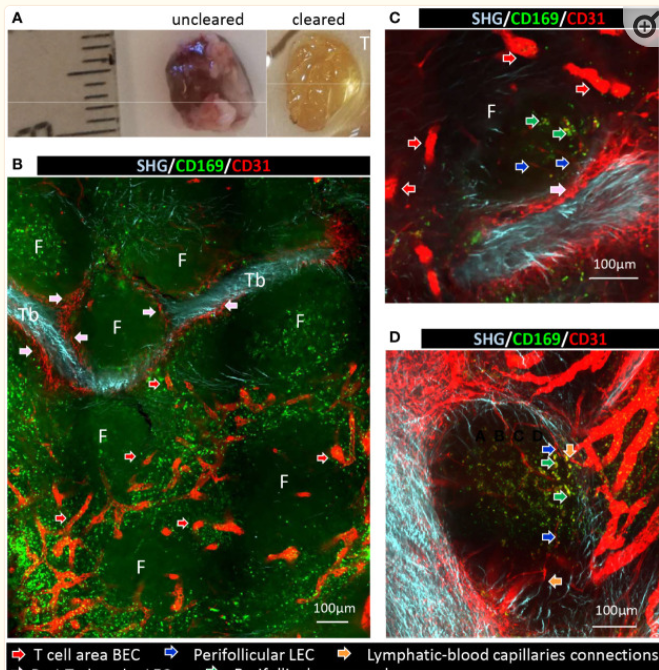 A
uncleared
cleared
T
B
SHG/CD169/CD31
F
F
Tb
Tb
F
F
F
F
F
100µm
C
SHG/CD169/CD31
F
100µm
D
SHG/CD169/CD31
A B C D
100µm
T cell area BEC
Perifollicular LEC
Lymphatic-blood capillaries connections